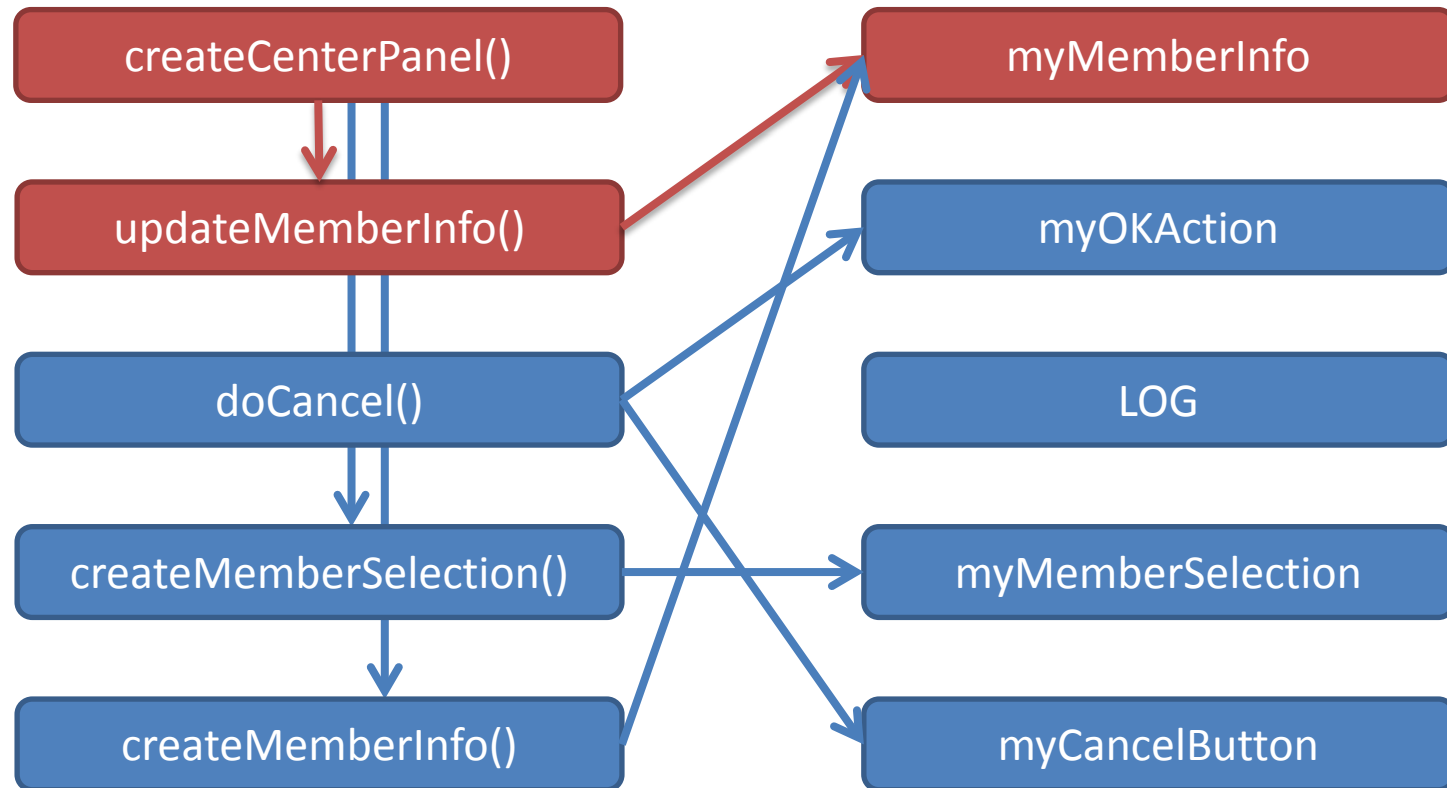 createCenterPanel()
myMemberInfo
updateMemberInfo()
myOKAction
doCancel()
LOG
createMemberSelection()
myMemberSelection
createMemberInfo()
myCancelButton